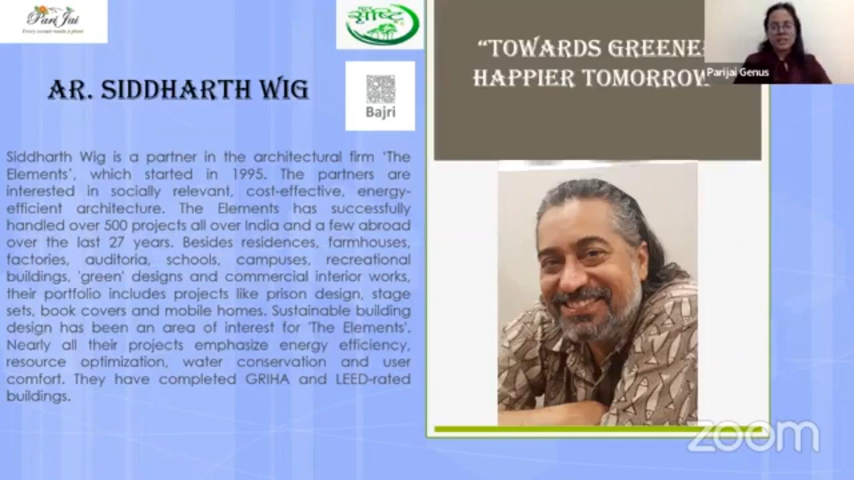 Pari Jai
Every corner needs a plant
सृष्टि
AR. SIDDHARTH WIG
Bajri
Siddharth Wig is a partner in the architectural firm ‘The
Elements’, which started in 1995. The partners are
interested in socially relevant, cost-effective, energy-
efficient architecture. The Elements has successfully
handled over 500 projects all over India and a few abroad
over the last 27 years. Besides residences, farmhouses,
factories, auditoria, schools, campuses, recreational
buildings, 'green' designs and commercial interior works,
their portfolio includes projects like prison design, stage
sets, book covers and mobile homes. Sustainable building
design has been an area of interest for 'The Elements'.
Nearly all their projects emphasize energy efficiency,
resource optimization, water conservation and user
comfort. They have completed GRIHA and LEED-rated
buildings.
“TOWARDS GREENE
HAPPIER TOMORROW
Parijai Genus
zoom